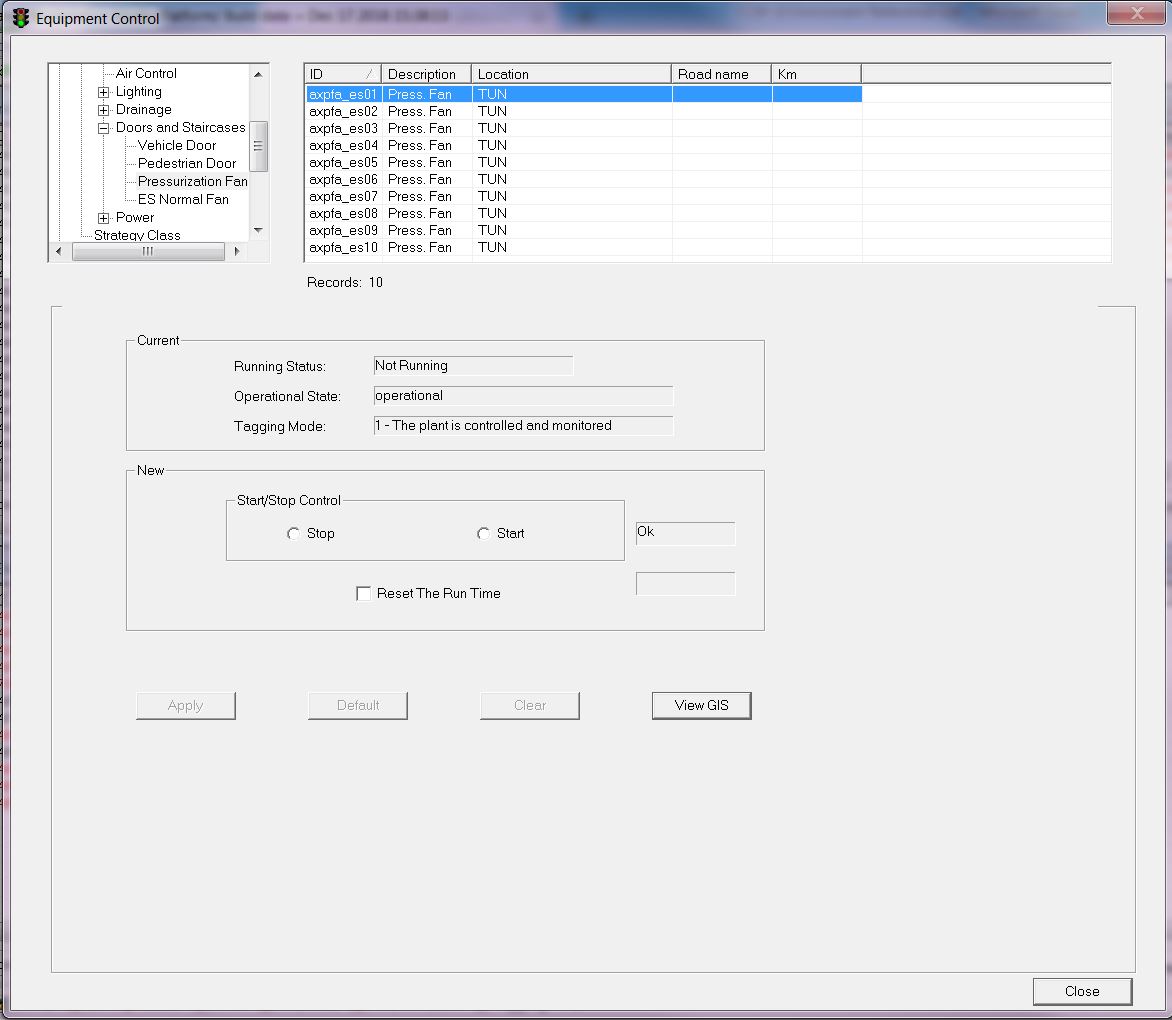 Equipment Control
Air Control
Lighting
Drainage
Doors and Staircases
Vehicle Door
Pedestrian Door
Pressurization Fan
ES Normal Fan
Power
Strategy Class
ID Description Location Road name Km
axpfa_es01 Press. Fan TUN
axpfa_es02 Press. Fan TUN
axpfa_es03 Press. Fan TUN
axpfa_es04 Press. Fan TUN
axpfa_es05 Press. Fan TUN
axpfa_es06 Press. Fan TUN
axpfa_es07 Press. Fan TUN
axpfa_es08 Press. Fan TUN
axpfa_es09 Press. Fan TUN
axpfa_es10 Press. Fan TUN
Records: 10
Current
Running Status: Not Running
Operational State: operational
Tagging Mode: 1 - The plant is controlled and monitored
New
Start/Stop Control
Stop Start Ok
Reset The Run Time
Apply Default Clear View GIS
Close